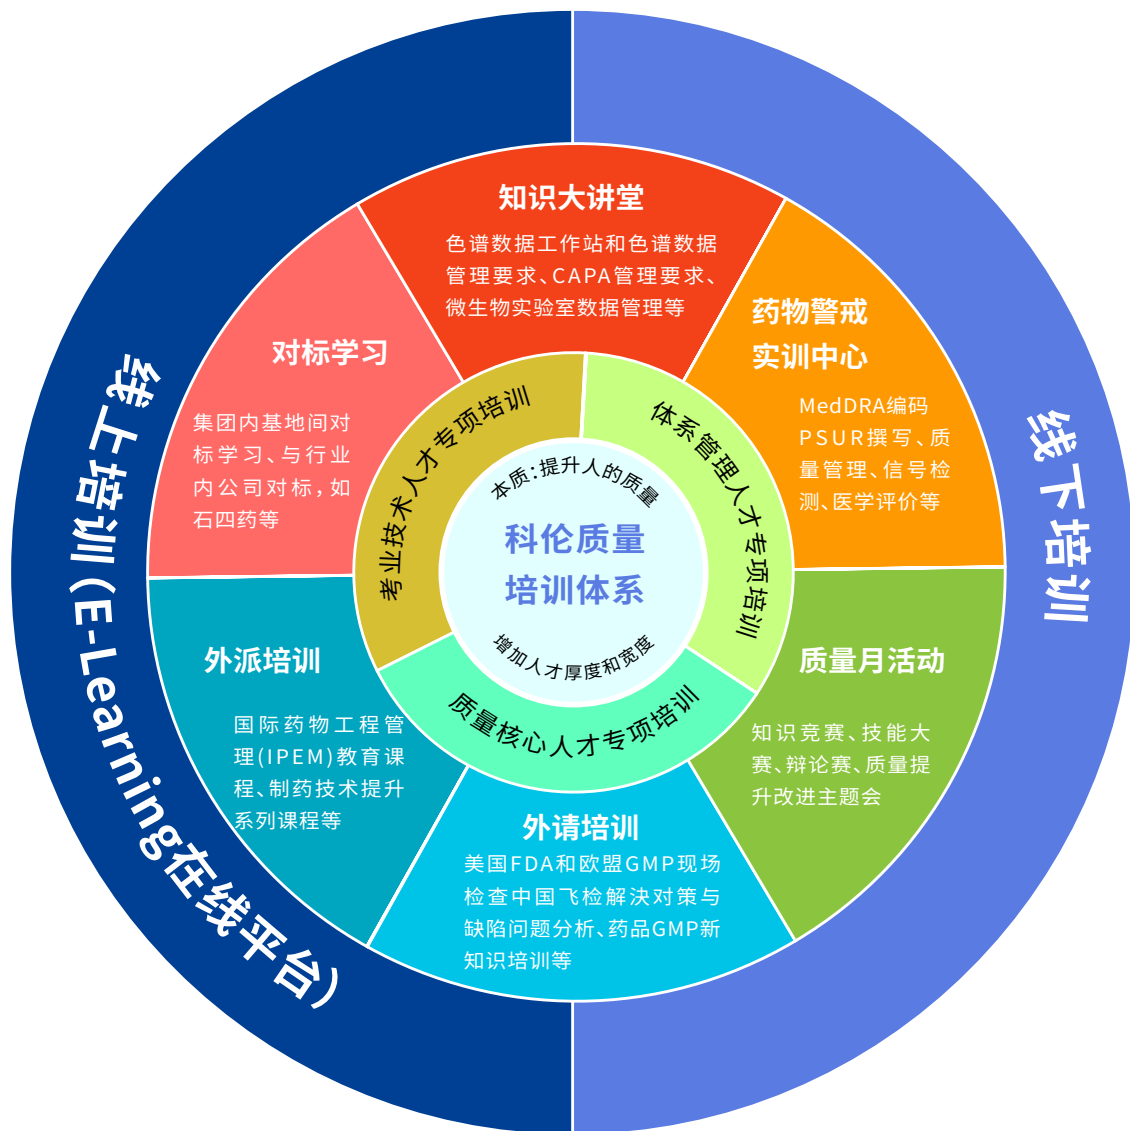 线上培训(E-Learning在线平台)
线下培训
知识大讲堂
色谱数据工作站和色谱数据
管理要求、CAPA管理要求、
微生物实验室数据管理等
药物警戒
实训中心
MedDRA编码
PSUR撰写、质
量管理、信号检
测、医学评价等
质量月活动
知识竞赛、技能大
赛、辩论赛、质量提
升改进主题会
外请培训
美国FDA和欧盟GMP现场
检查中国飞检解決对策与
缺陷问题分析、药品GMP新
知识培训等
外派培训
国际药物工程管
理(IPEM)教育课
程、制药技术提升
系列课程等
对标学习
集团内基地间对
标学习、与行业
内公司对标，如
石四药等
考业技术人才专项培训
体系管理人才专项培训
质量核心人才专项培训
本质：提升人的质量
科伦质量
培训体系
增加人才厚度和宽度